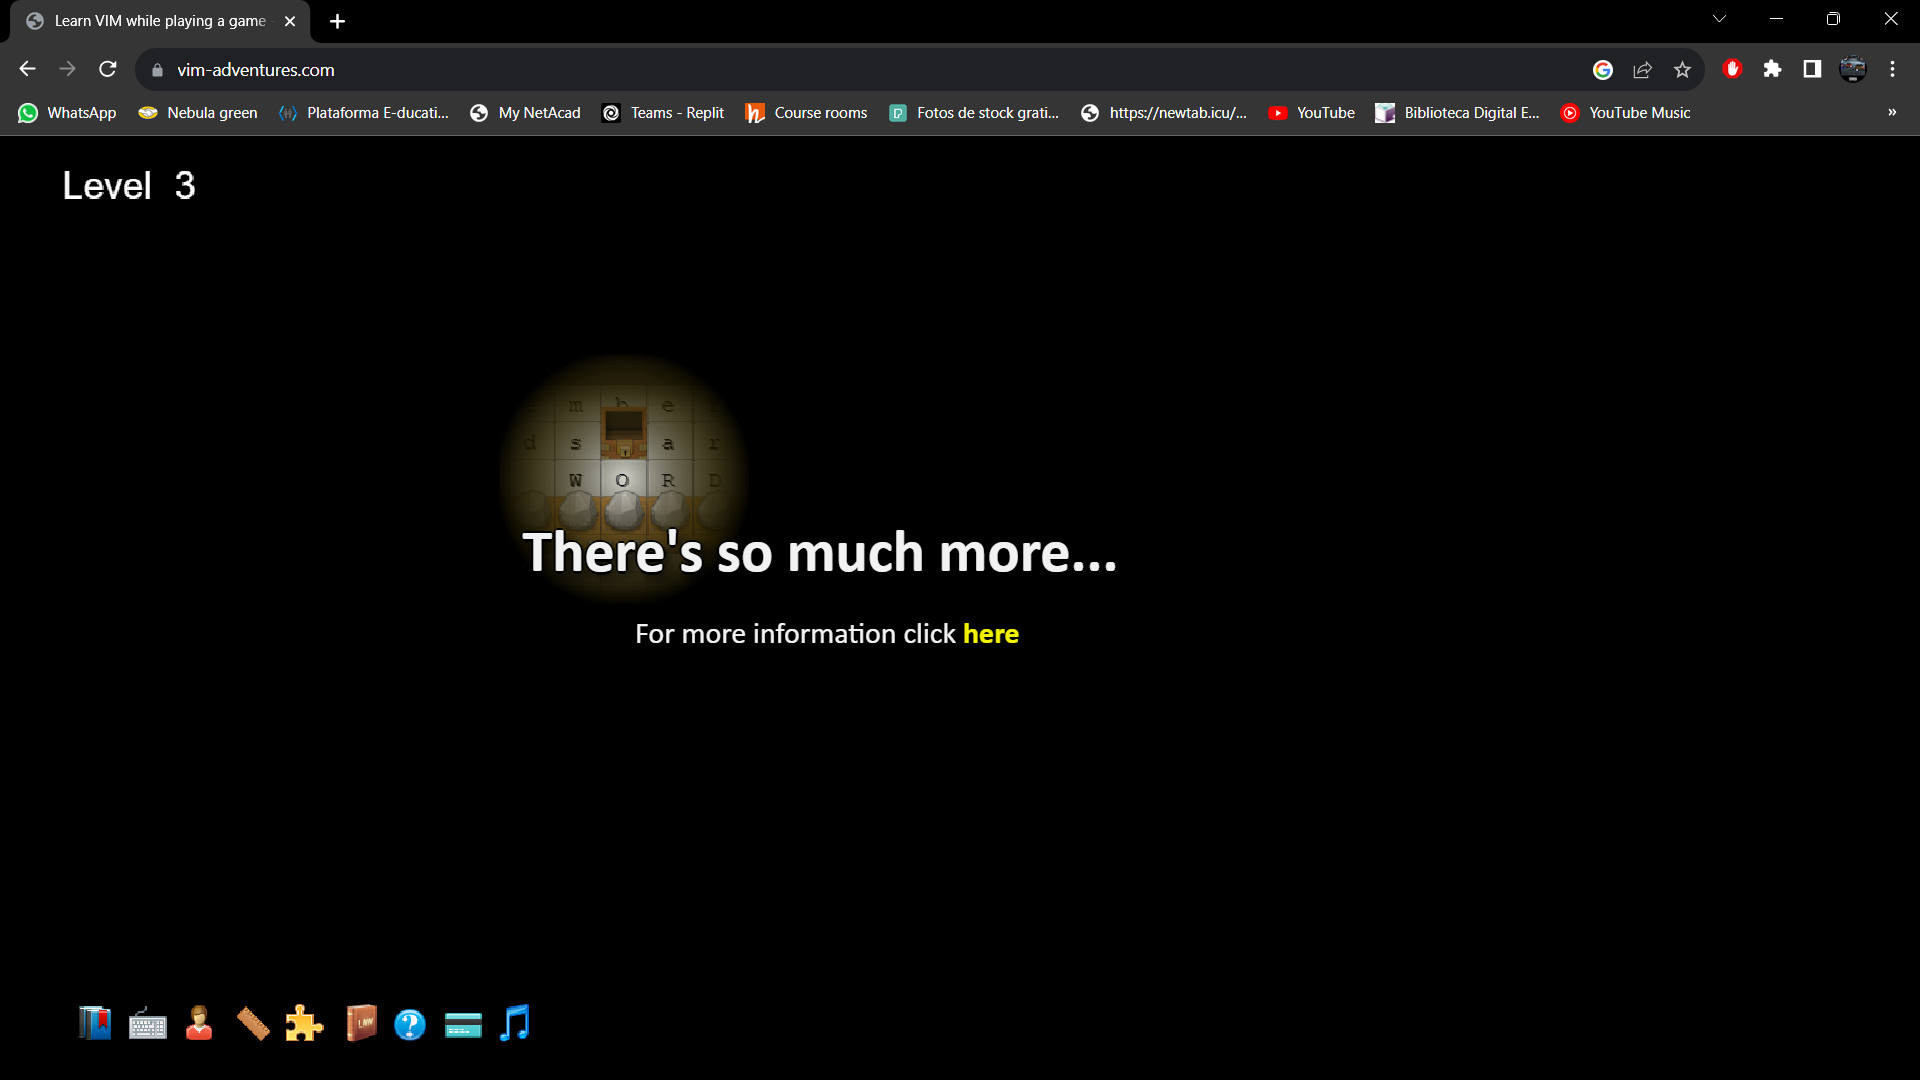 Learn VIM while playing a game
vim-adventures.com
WhatsApp Nebula green Plataforma E-ducati... My NetAcad Teams - Replit Course rooms Fotos de stock grati... https://newtab.icu/... YouTube Biblioteca Digital E... YouTube Music »
Level 3
m h e
d s a r
W O R D
There's so much more...
For more information click here
LAW